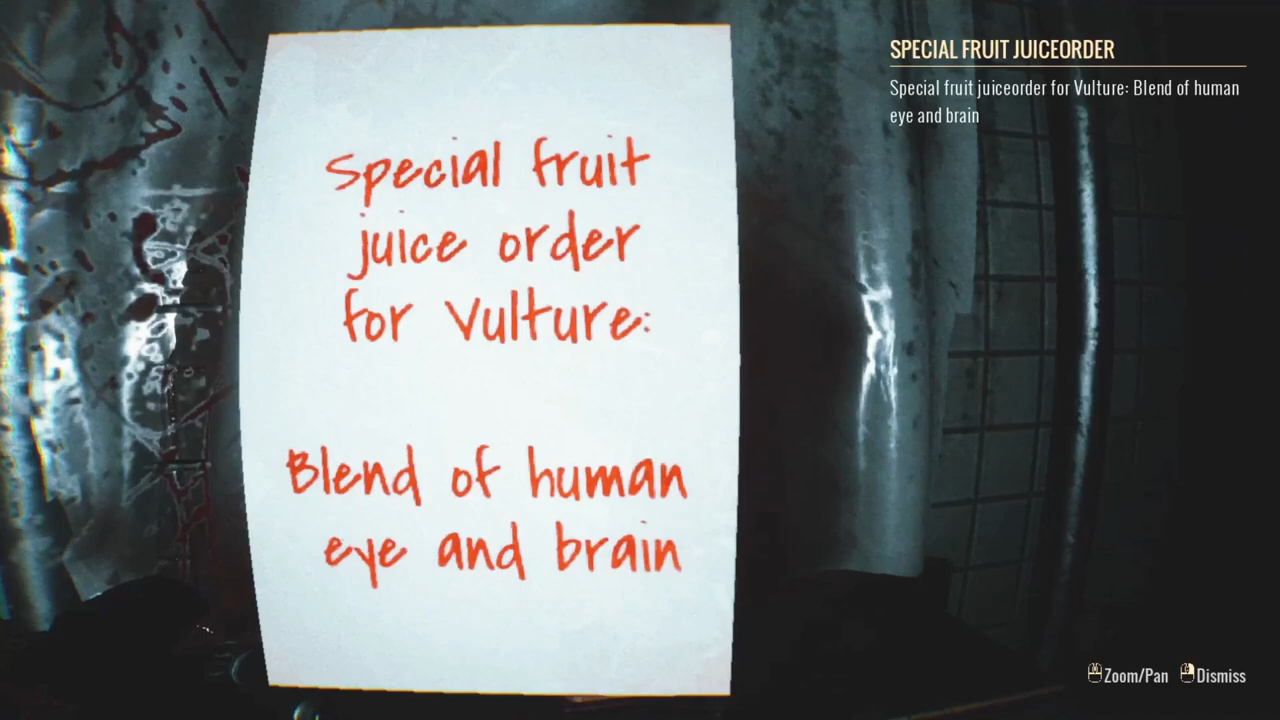 Special fruit
juice order
for Vulture:
Blend of human
eye and brain
SPECIAL FRUIT JUICEORDER
Special fruit juiceorder for Vulture: Blend of human
eye and brain
Zoom/Pan Dismiss